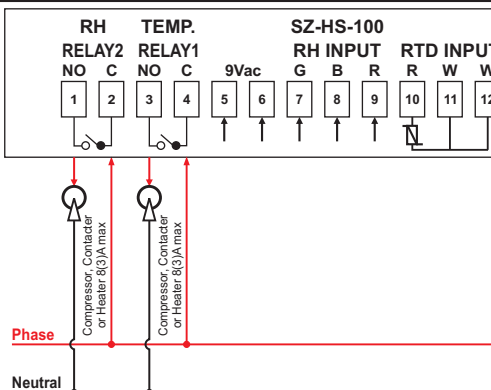 RH TEMP. SZ-HS-100
RELAY2 RELAY1 RH INPUT RTD INPUT
NO C NO C 9Vac G B R R W W
1 2 3 4 5 6 7 8 9 10 11 12
Compressor, Contacter
or Heater 8(3)A max
Compressor, Contacter
or Heater 8(3)A max
Phase
Neutral